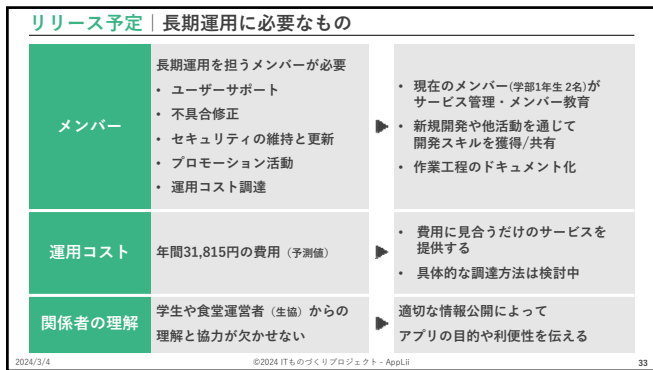 リリース予定｜長期運用に必要なもの
メンバー
長期運用を担うメンバーが必要
• ユーザーサポート
• 不具合修正
• セキュリティの維持と更新
• プロモーション活動
• 運用コスト調達
• 現在のメンバー(学部1年生 2名)が
サービス管理・メンバー教育
• 新規開発や他活動を通じて
開発スキルを獲得/共有
• 作業工程のドキュメント化
運用コスト
年間31,815円の費用（予測値）
• 費用に見合うだけのサービスを
提供する
• 具体的な調達方法は検討中
関係者の理解
学生や食堂運営者（生協）からの
理解と協力が欠かせない
適切な情報公開によって
アプリの目的や利便性を伝える
2024/3/4
©2024 ITものづくりプロジェクト - AppLii
33